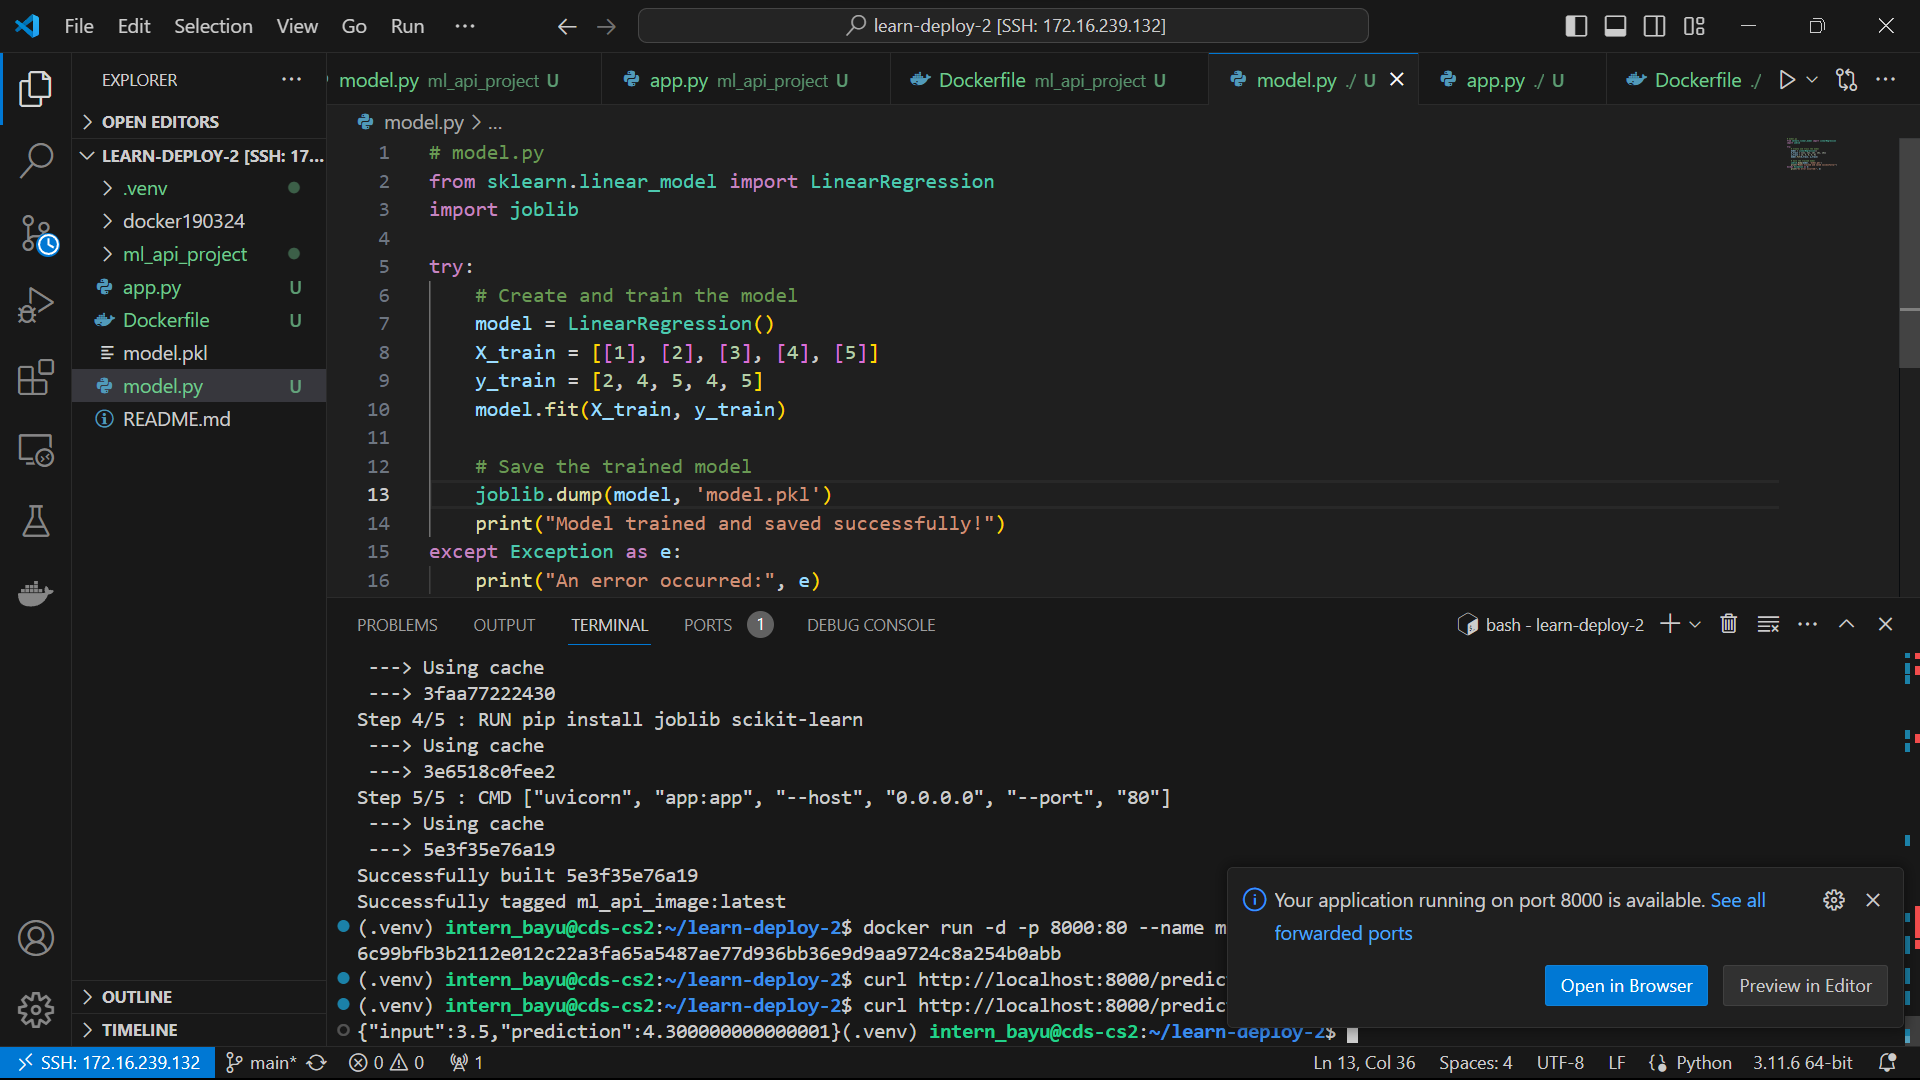 File Edit Selection View Go Run ···
learn-deploy-2 [SSH: 172.16.239.132]
EXPLORER ···
model.py ml_api_project U
app.py ml_api_project U
Dockerfile ml_api_project U
model.py ./ U
app.py ./ U
Dockerfile ./
OPEN EDITORS
LEARN-DEPLOY-2 [SSH: 17...
.venv
docker190324
ml_api_project
app.py U
Dockerfile U
model.pkl
model.py U
README.md
OUTLINE
TIMELINE
model.py > ...
1 # model.py
2 from sklearn.linear_model import LinearRegression
3 import joblib
4
5 try:
6 # Create and train the model
7 model = LinearRegression()
8 X_train = [[1], [2], [3], [4], [5]]
9 y_train = [2, 4, 5, 4, 5]
10 model.fit(X_train, y_train)
11
12 # Save the trained model
13 joblib.dump(model, 'model.pkl')
14 print("Model trained and saved successfully!")
15 except Exception as e:
16 print("An error occurred:", e)
PROBLEMS OUTPUT TERMINAL PORTS 1 DEBUG CONSOLE
bash - learn-deploy-2
---> Using cache
---> 3faa77222430
Step 4/5 : RUN pip install joblib scikit-learn
---> Using cache
---> 3e6518c0fee2
Step 5/5 : CMD ["uvicorn", "app:app", "--host", "0.0.0.0", "--port", "80"]
---> Using cache
---> 5e3f35e76a19
Successfully built 5e3f35e76a19
Successfully tagged ml_api_image:latest
(.venv) intern_bayu@cds-cs2:~/learn-deploy-2$ docker run -d -p 8000:80 --name m
6c99bfb3b2112e012c22a3fa65a5487ae77d936bb36e9d9aa9724c8a254b0abb
(.venv) intern_bayu@cds-cs2:~/learn-deploy-2$ curl http://localhost:8000/predic
(.venv) intern_bayu@cds-cs2:~/learn-deploy-2$ curl http://localhost:8000/predic
{"input":3.5,"prediction":4.300000000000001}(.venv) intern_bayu@cds-cs2:~/learn-deploy-2$
Your application running on port 8000 is available. See all
forwarded ports
Open in Browser
Preview in Editor
SSH: 172.16.239.132 main* 0 0 1
Ln 13, Col 36 Spaces: 4 UTF-8 LF Python 3.11.6 64-bit